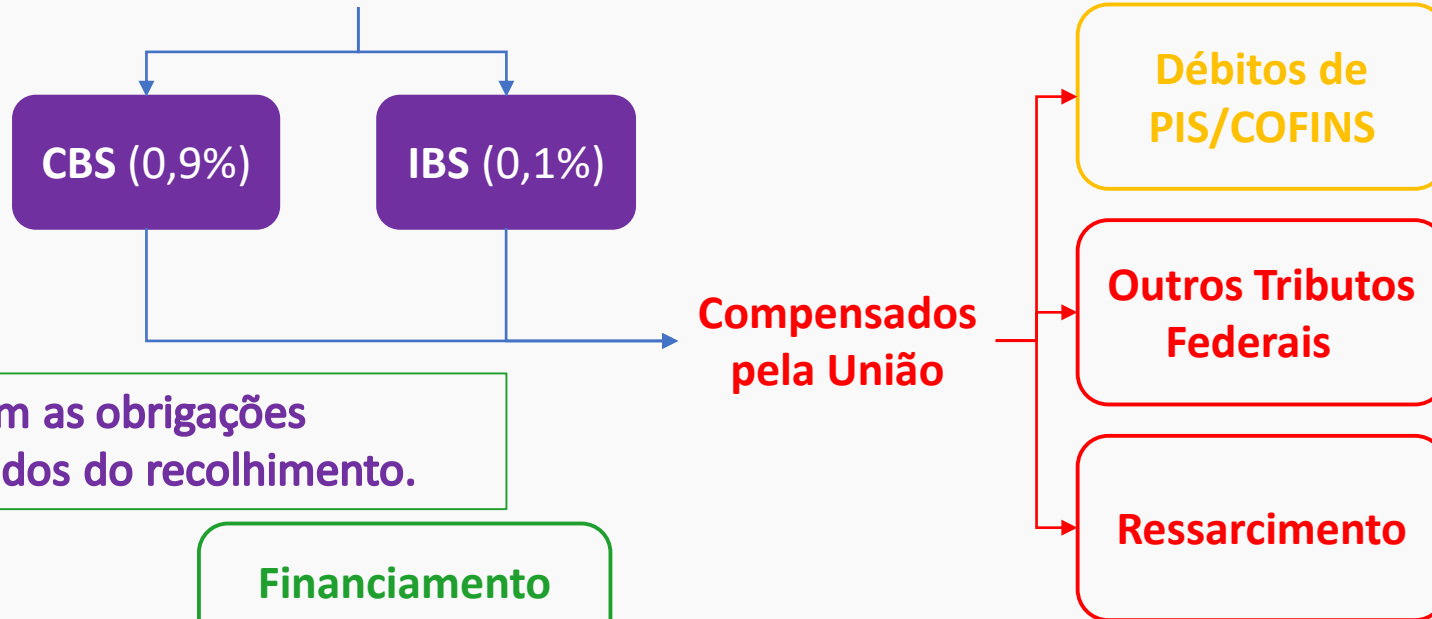 CBS (0,9%)
IBS (0,1%)
Débitos de
PIS/COFINS
Outros Tributos
Federais
Compensados
pela União
as obrigações
do recolhimento.
Ressarcimento
Financiamento